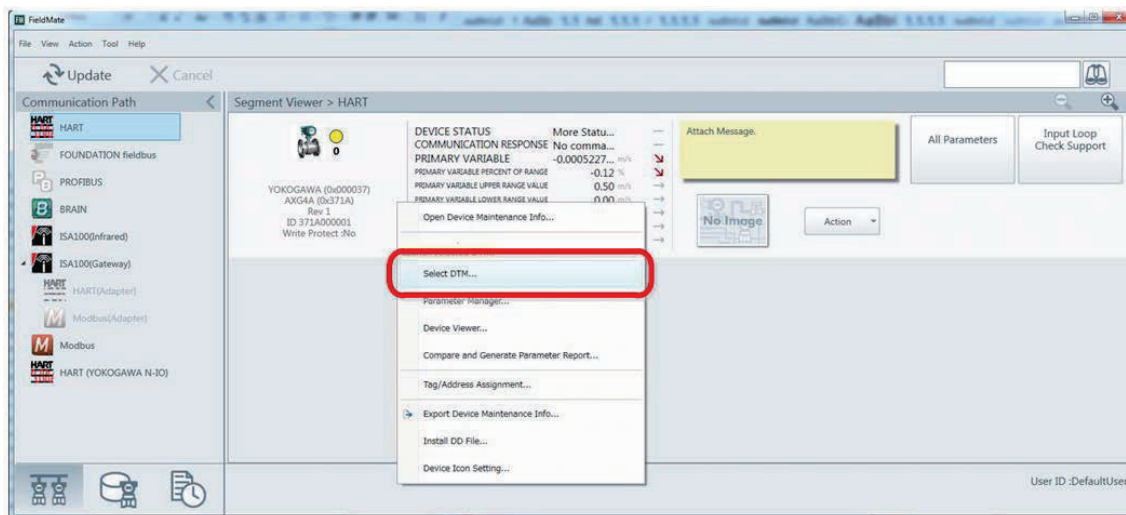 FieldMate
File View Action Tool Help
Update Cancel
Communication Path
Segment Viewer > HART
HART
HART
FOUNDATION fieldbus
PROFIBUS
BRAIN
ISA100(Infrared)
ISA100(Gateway)
HART
HART(Adapter)
Modbus(Adapter)
Modbus
HART
HART (YOKOGAWA N-IO)
0
YOKOGAWA (0x000037)
AXG4A (0x371A)
Rev 1
ID 371A000001
Write Protect :No
DEVICE STATUS More Statu...
COMMUNICATION RESPONSE No comma...
PRIMARY VARIABLE -0.0005227... m/s
PRIMARY VARIABLE PERCENT OF RANGE -0.12 %
PRIMARY VARIABLE UPPER RANGE VALUE 0.50 m/s
PRIMARY VARIABLE LOWER RANGE VALUE 0.00 m/s
Attach Message.
No Image
Action
All Parameters
Input Loop
Check Support
Open Device Maintenance Info...
Select DTM...
Parameter Manager...
Device Viewer...
Compare and Generate Parameter Report...
Tag/Address Assignment...
Export Device Maintenance Info...
Install DD File...
Device Icon Setting...
User ID :DefaultUser